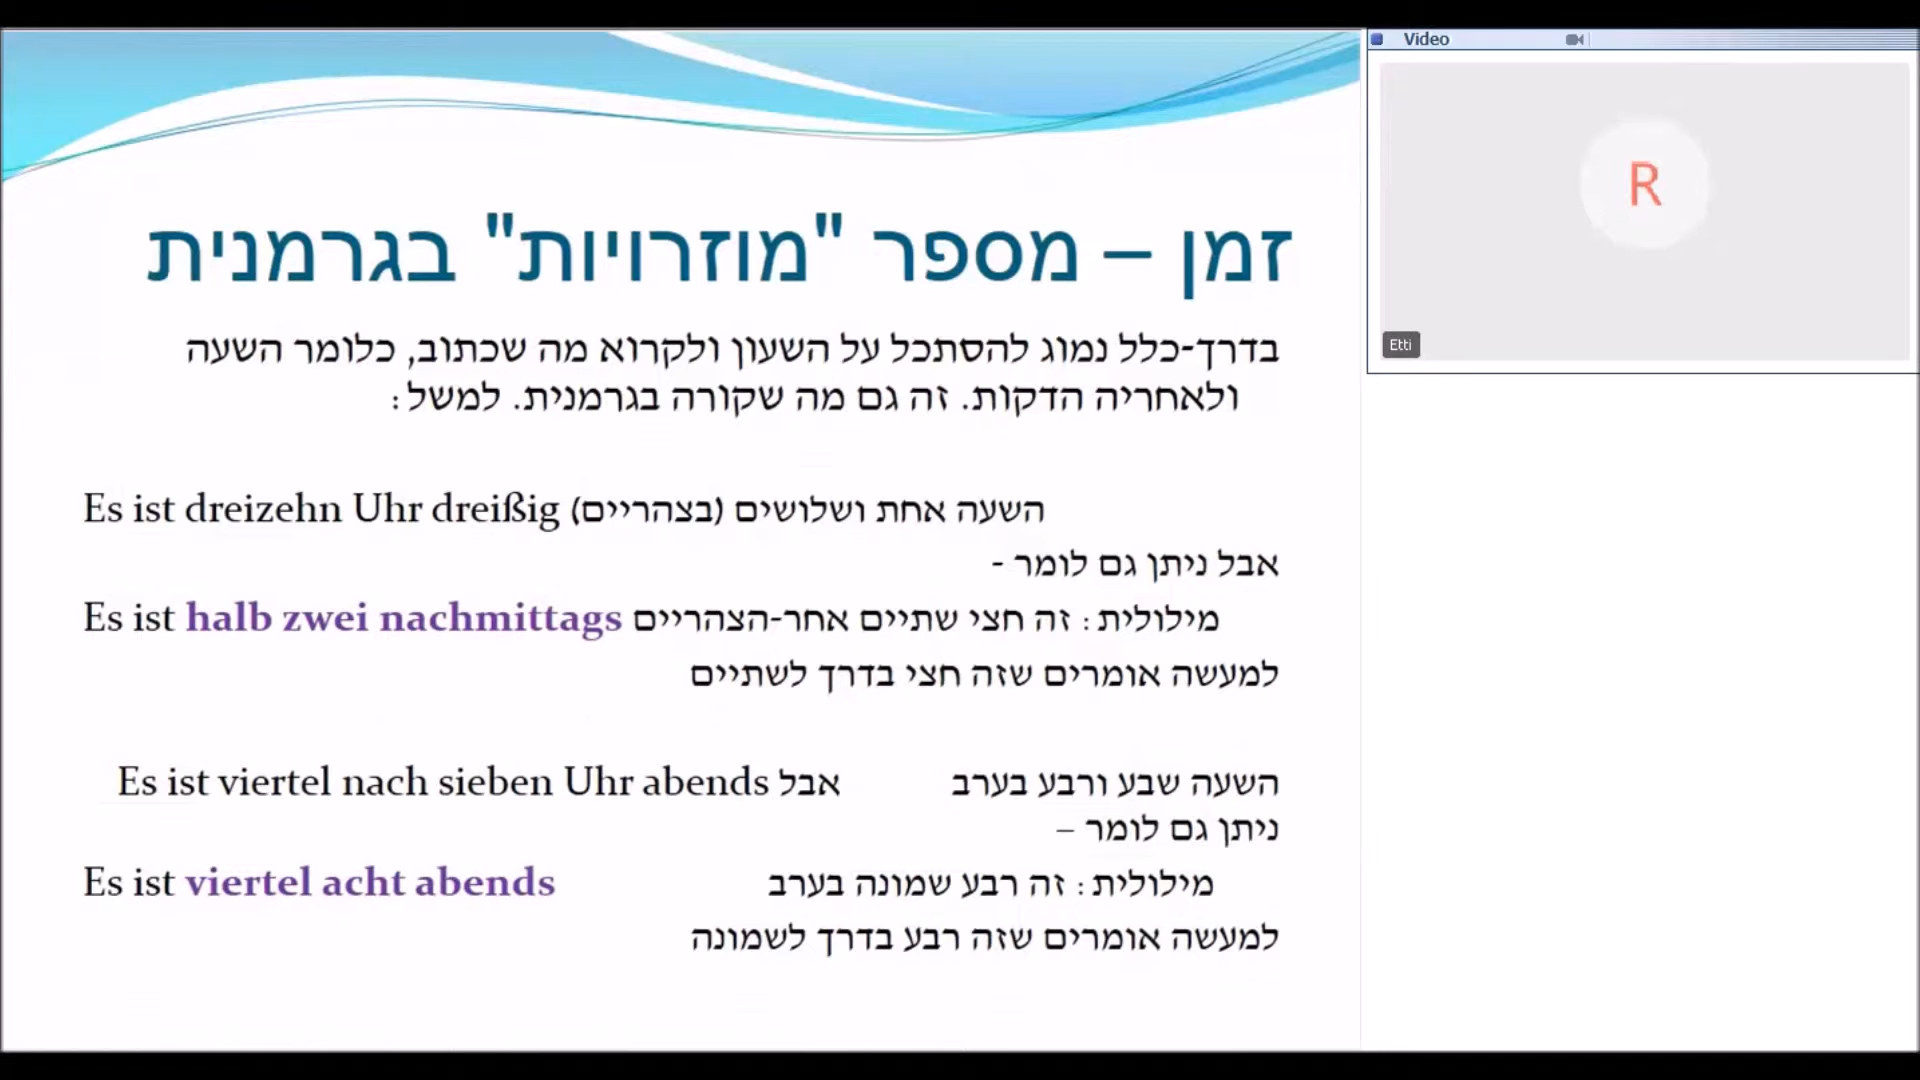 Video
R
Etti
זמן – מספר "מוזרויות" בגרמנית
בדרך-כלל נמוג להסתכל על השעון ולקרוא מה שכתוב, כלומר השעה
ולאחריה הדקות. זה גם מה שקורה בגרמנית. למשל:
Es ist dreizehn Uhr dreißig השעה אחת ושלושים (בצהריים)
אבל ניתן גם לומר -
Es ist halb zwei nachmittags מילולית: זה חצי שתיים אחר-הצהריים
למעשה אומרים שזה חצי בדרך לשתיים
השעה שבע ורבע בערב Es ist viertel nach sieben Uhr abends אבל
ניתן גם לומר –
Es ist viertel acht abends מילולית: זה רבע שמונה בערב
למעשה אומרים שזה רבע בדרך לשמונה